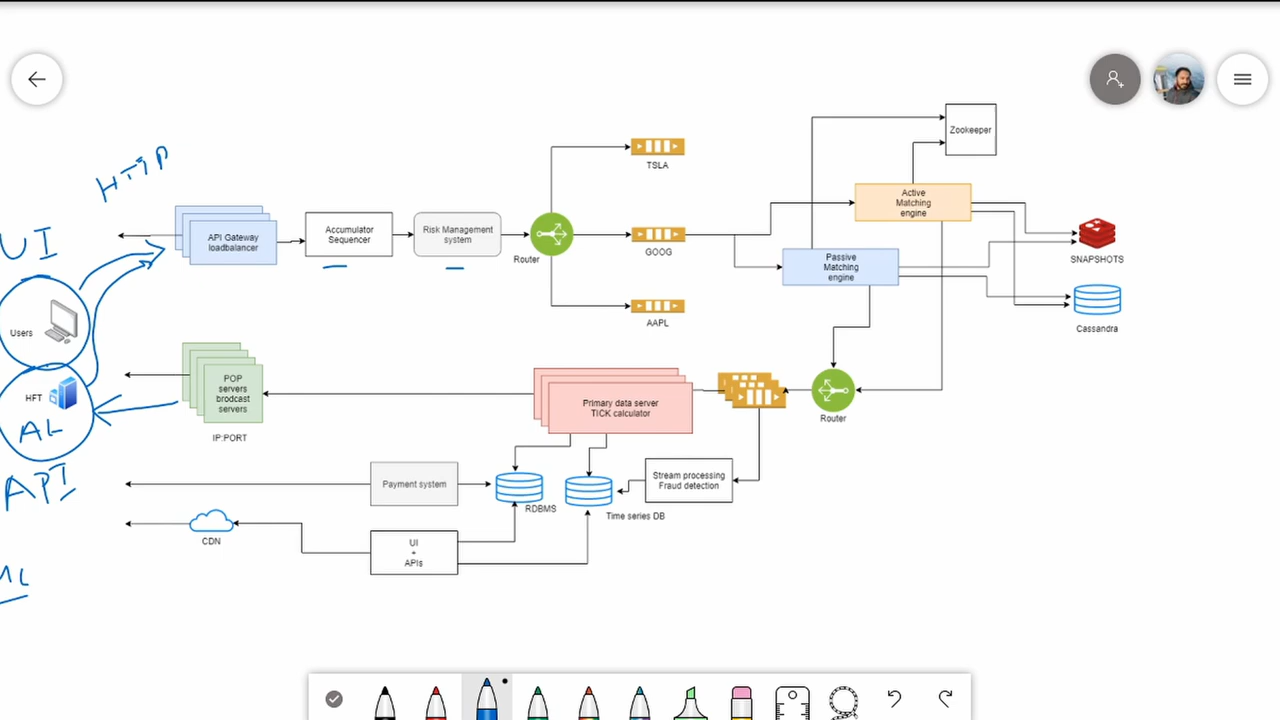 HTTP
UI
Users
HFT
AL
API
API Gateway
loadbalancer
Accumulator
Sequencer
Risk Management
system
Router
TSLA
GOOG
AAPL
Zookeeper
Active
Matching
engine
Passive
Matching
engine
SNAPSHOTS
Cassandra
POP
servers
brodcast
servers
IP:PORT
Primary data server
TICK calculator
Router
Payment system
RDBMS
Time series DB
Stream processing
Fraud detection
CDN
UI
+
APIs